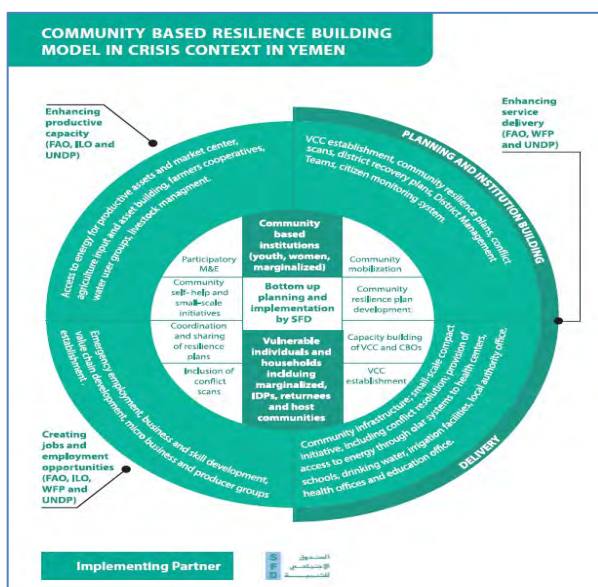 COMMUNITY BASED RESILIENCE BUILDING
MODEL IN CRISIS CONTEXT IN YEMEN
Enhancing
productive
capacity
(FAO, ILO and
UNDP)
Enhancing
service
delivery
(FAO, WFP
and UNDP)
Access to energy for productive assets and market center,
agriculture input and asset building, farmers cooperatives,
water user groups, livestock managment.
VCC establishment, community resilience plans, conflict
scans, district recovery plans, District Management
Teams, citizen monitoring system.
PLANNING AND INSTITUTION BUILDING
Community
based
institutions
(youth, women,
marginalized)
Participatory
M&E
Community
mobilization
Community
self-help and
small-scale
initiatives
Bottom up
planning and
implementation
by SFD
Community
resilience plan
development
Coordination
and sharing
of resilience
plans
Vulnerable
individuals and
households
including
marginalized,
IDPs, returnees
and host
communities
Capacity building
of VCC and CBOs
Inclusion of
conflict
scans
VCC
establishment
Emergency employment, business and skill development,
value chain development, micro business and producer groups
establishment.
Community infrastructure; small-scale compact
initiative, including conflict resolution; provision of
access to energy through olar systems to health centers,
schools, drinking water, irrigation facilities, local authority office.
health offices and education office.
DELIVERY
Creating
jobs and
employment
opportunities
(FAO, ILO,
WFP and
UNDP)
Implementing Partner
S
F
D
الصندوق
الإجتماعي
للتنمية